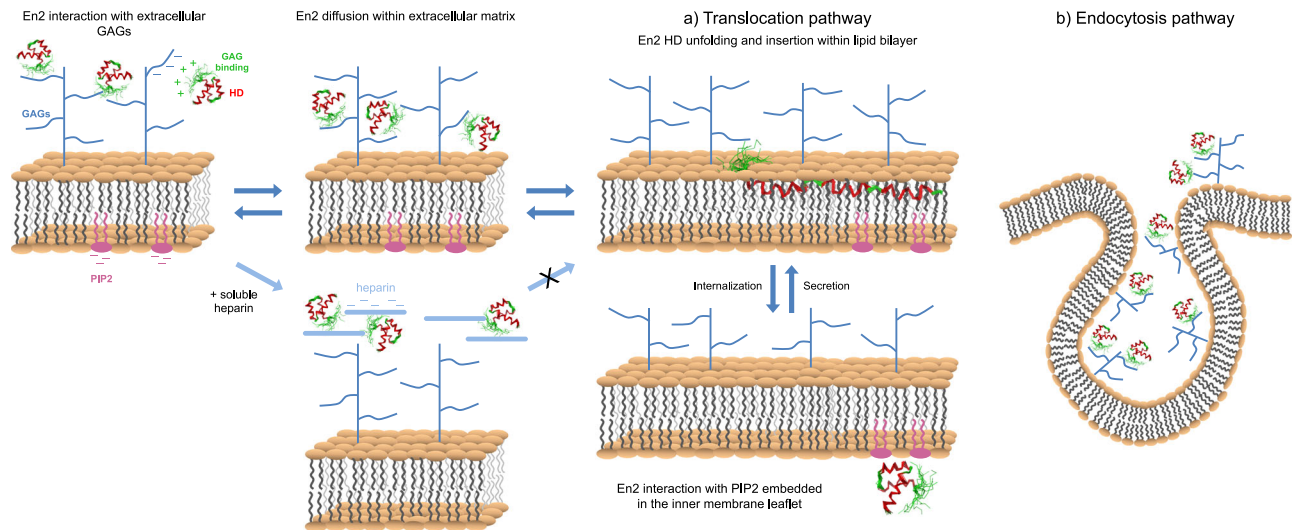 En2 interaction with extracellular
GAGs
En2 diffusion within extracellular matrix
a) Translocation pathway
En2 HD unfolding and insertion within lipid bilayer
b) Endocytosis pathway
GAG
binding
HD
GAGs
PIP2
+ soluble
heparin
heparin
X
Internalization
Secretion
En2 interaction with PIP2 embedded
in the inner membrane leaflet